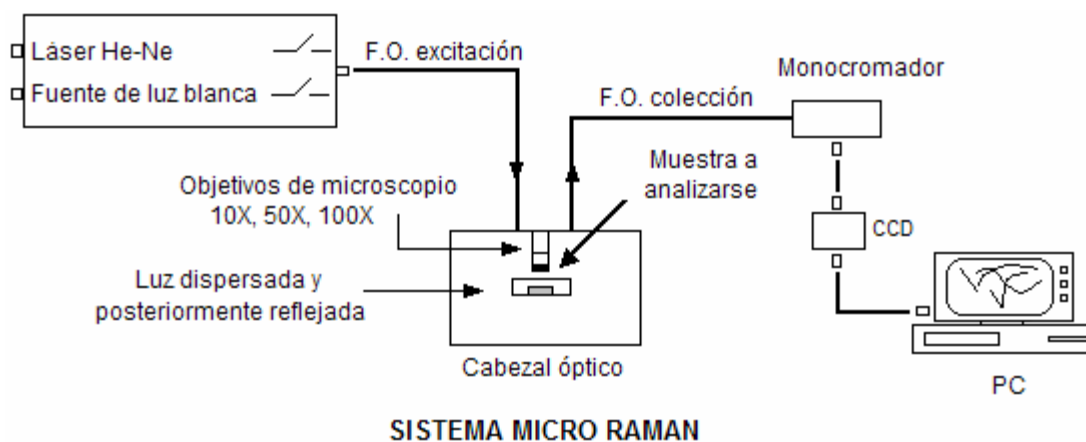 Láser He-Ne
Fuente de luz blanca
F.O. excitación
F.O. colección
Monocromador
Objetivos de microscopio
10X, 50X, 100X
Muestra a
analizarse
CCD
Luz dispersada y
posteriormente reflejada
Cabezal óptico
PC
SISTEMA MICRO RAMAN